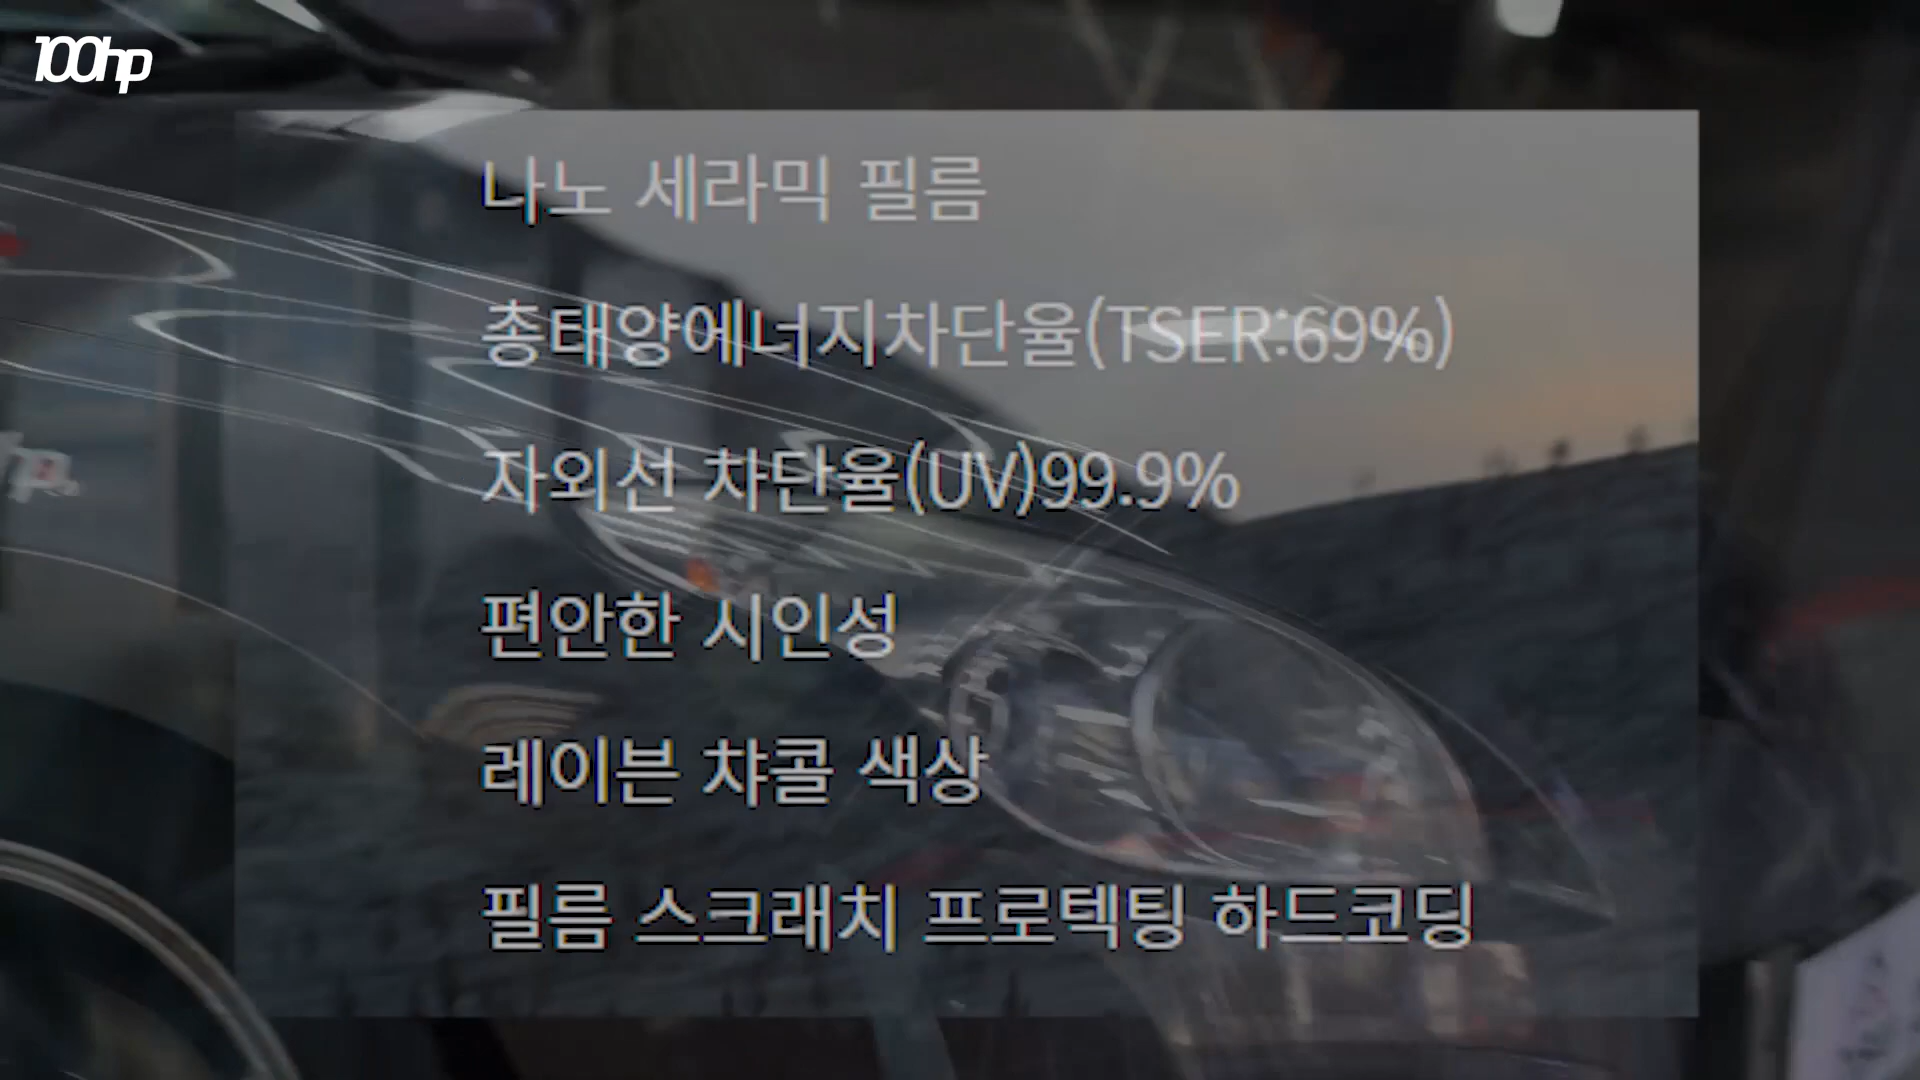 100hp
나노 세라믹 필름
총태양에너지차단율(TSER:69%)
자외선 차단율(UV)99.9%
편안한 시인성
레이븐 챠콜 색상
필름 스크래치 프로텍팅 하드코딩